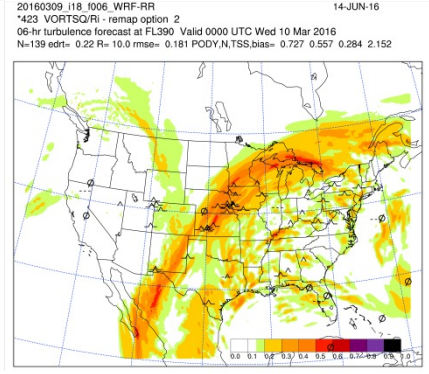 20160309_i18_f006_WRF-RR 14-JUN-16
*423 VORTSQ/Ri - remap option 2
06-hr turbulence forecast at FL390 Valid 0000 UTC Wed 10 Mar 2016
N=139 edrt= 0.22 R= 10.0 rmse= 0.181 PODY,N,TSS,bias= 0.727 0.557 0.284 2.152
0.0 0.1 0.2 0.3 0.4 0.5 0.6 0.7 0.8 0.9 1.0